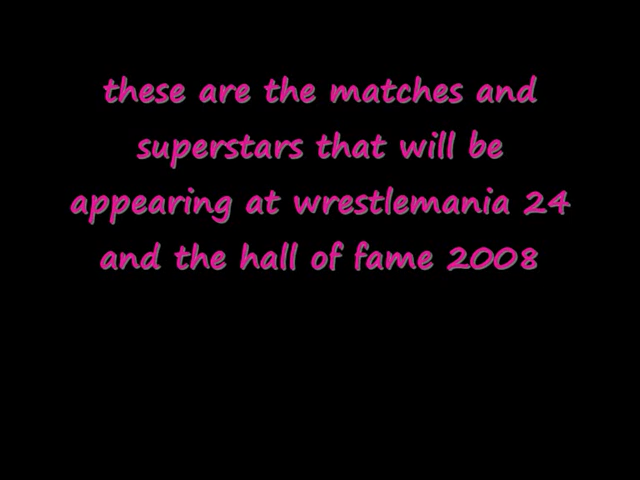 these are the matches and
superstars that will be
appearing at wrestlemania 24
and the hall of fame 2008